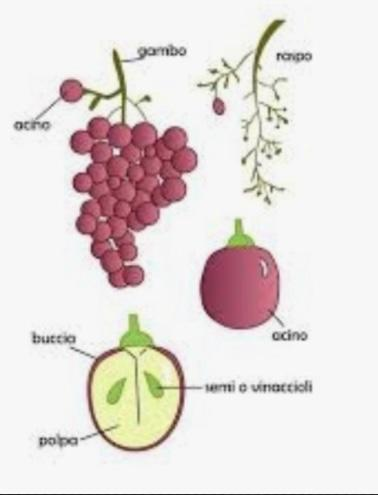 gambo
raspo
acino
acino
buccia
semi o vinaccioli
polpa